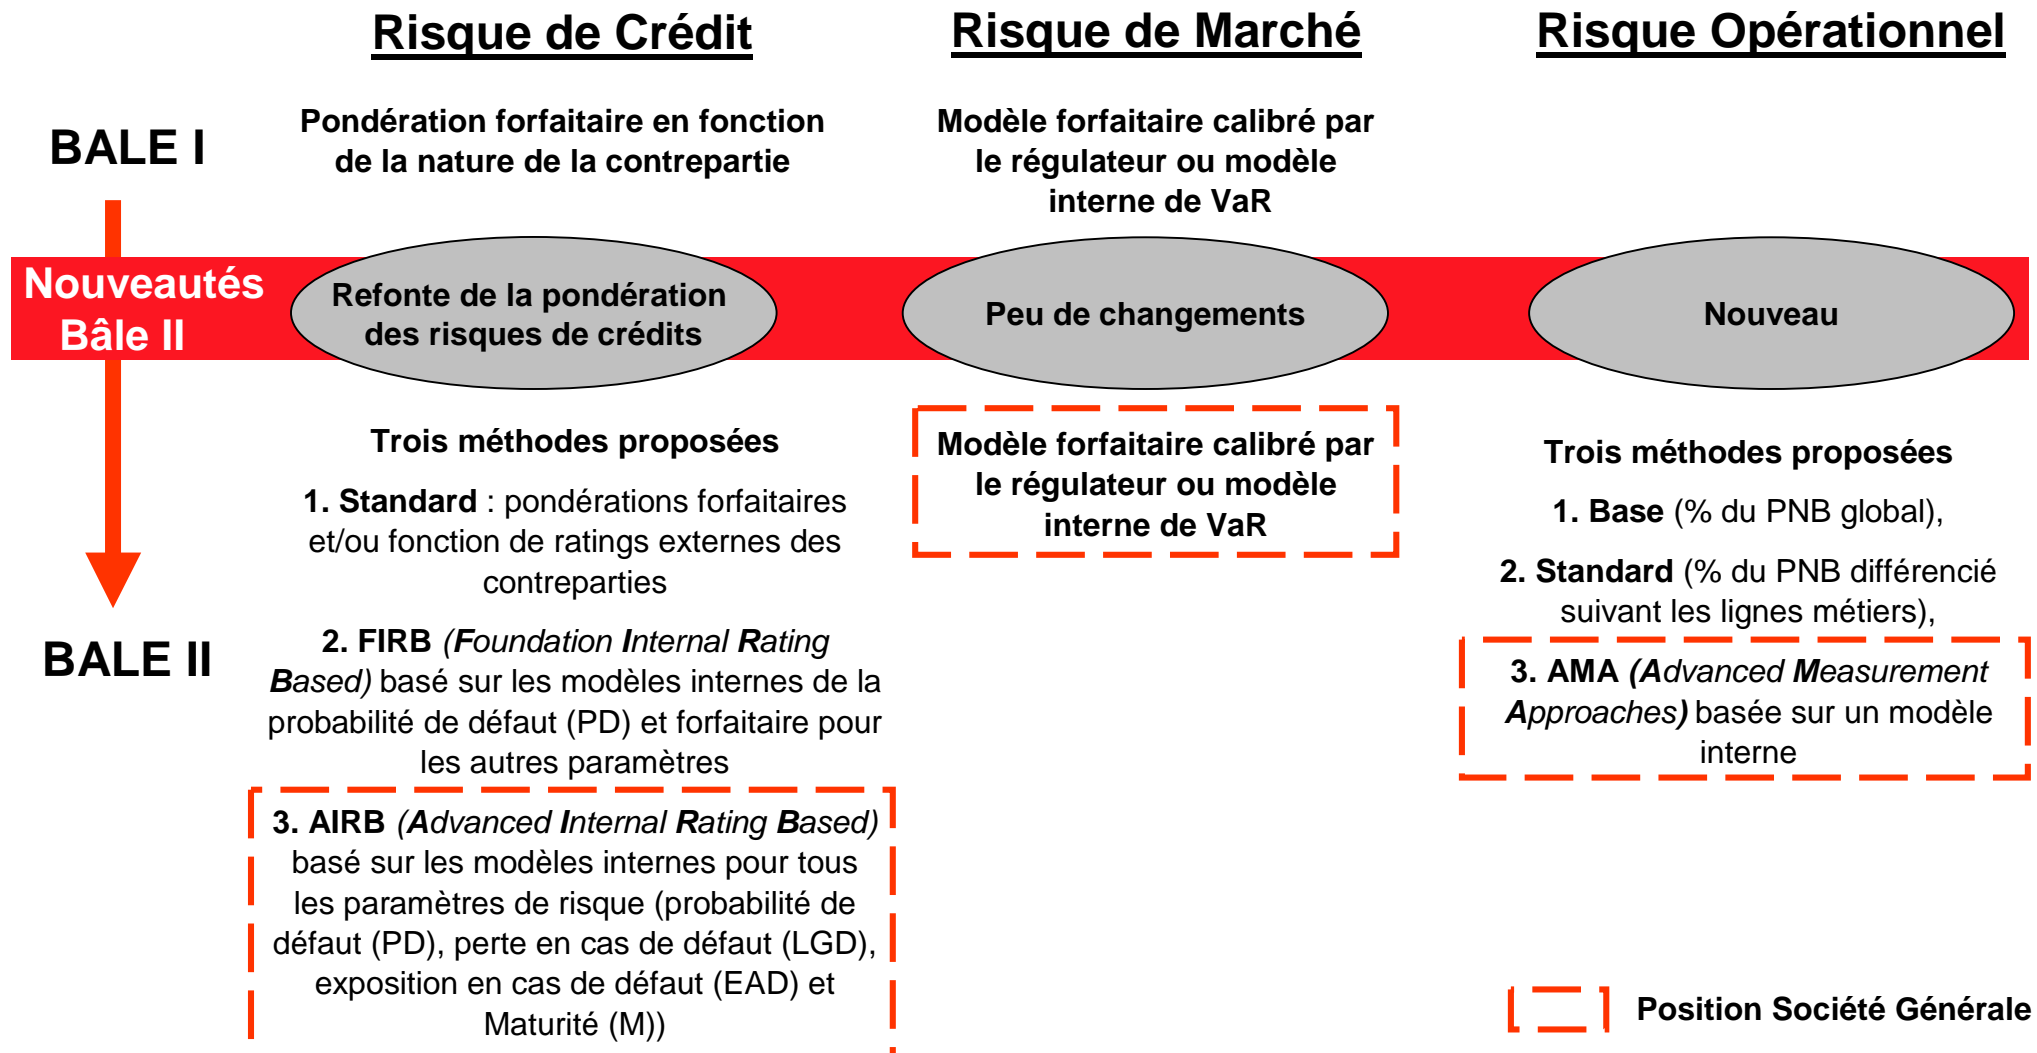 Risque de Crédit
Risque de Marché
Risque Opérationnel
BALE I
Pondération forfaitaire en fonction
de la nature de la contrepartie
Modèle forfaitaire calibré par
le régulateur ou modèle
interne de VaR
Nouveautés
Bâle II
Refonte de la pondération
des risques de crédits
Peu de changements
Nouveau
BALE II
Trois méthodes proposées
1. Standard : pondérations forfaitaires
et/ou fonction de ratings externes des
contreparties
2. FIRB (Foundation Internal Rating
Based) basé sur les modèles internes de la
probabilité de défaut (PD) et forfaitaire pour
les autres paramètres
3. AIRB (Advanced Internal Rating Based)
basé sur les modèles internes pour tous
les paramètres de risque (probabilité de
défaut (PD), perte en cas de défaut (LGD),
exposition en cas de défaut (EAD) et
Maturité (M))
Modèle forfaitaire calibré par
le régulateur ou modèle
interne de VaR
Trois méthodes proposées
1. Base (% du PNB global),
2. Standard (% du PNB différencié
suivant les lignes métiers),
3. AMA (Advanced Measurement
Approaches) basée sur un modèle
interne
Position Société Générale